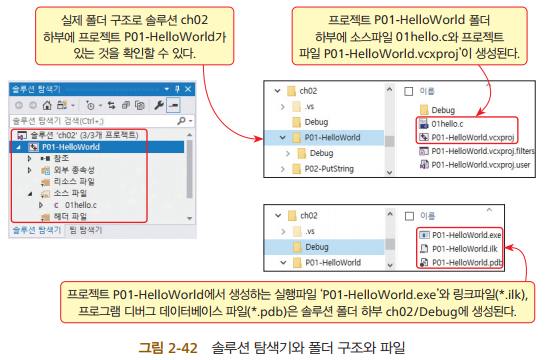 실제 폴더 구조로 솔루션 ch02
하부에 프로젝트 P01-HelloWorld가
있는 것을 확인할 수 있다.
프로젝트 P01-HelloWorld 폴더
하부에 소스파일 01hello.c와 프로젝트
파일 P01-HelloWorld.vcxproj'이 생성된다.
솔루션 탐색기
솔루션 탐색기 검색(Ctrl+;)
솔루션 'ch02' (3/3개 프로젝트)
P01-HelloWorld
참조
외부 종속성
리소스 파일
소스 파일
01hello.c
헤더 파일
솔루션 탐색기 팀 탐색기
ch02
.vs
Debug
P01-HelloWorld
Debug
P02-PutString
이름
Debug
01hello.c
P01-HelloWorld.vcxproj
P01-HelloWorld.vcxproj.filters
P01-HelloWorld.vcxproj.user
ch02
.vs
Debug
P01-HelloWorld
이름
P01-HelloWorld.exe
P01-HelloWorld.ilk
P01-HelloWorld.pdb
프로젝트 P01-HelloWorld에서 생성하는 실행파일 'P01-HelloWorld.exe'와 링크파일(*.ilk),
프로그램 디버그 데이터베이스 파일(*.pdb)은 솔루션 폴더 하부 ch02/Debug에 생성된다.
그림 2-42 솔루션 탐색기와 폴더 구조와 파일